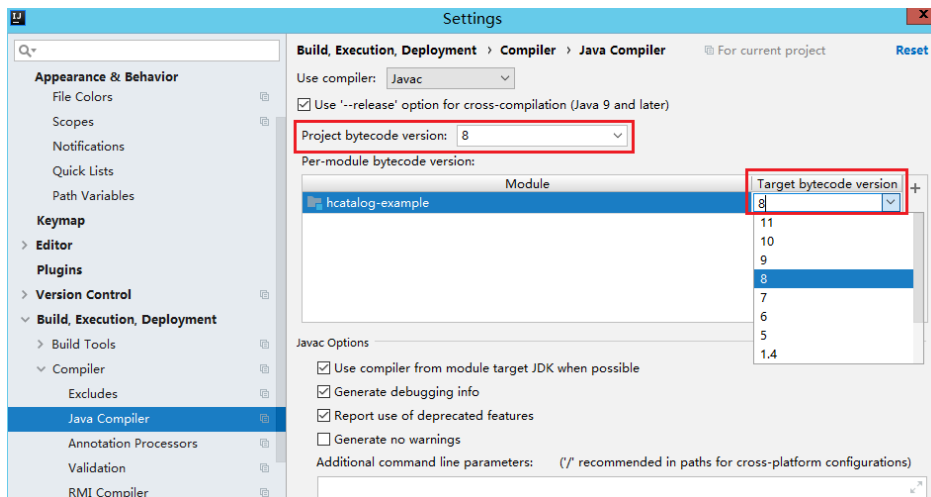 Settings
Appearance & Behavior
File Colors
Scopes
Notifications
Quick Lists
Path Variables
Keymap
Editor
Plugins
Version Control
Build, Execution, Deployment
Build Tools
Compiler
Excludes
Java Compiler
Annotation Processors
Validation
RMI Compiler
Build, Execution, Deployment › Compiler › Java Compiler For current project Reset
Use compiler: Javac
Use '--release' option for cross-compilation (Java 9 and later)
Project bytecode version: 8
Per-module bytecode version:
Module Target bytecode version +
hcatalog-example 8
11
10
9
8
7
6
5
1.4
Javac Options
Use compiler from module target JDK when possible
Generate debugging info
Report use of deprecated features
Generate no warnings
Additional command line parameters: ('/' recommended in paths for cross-platform configurations)